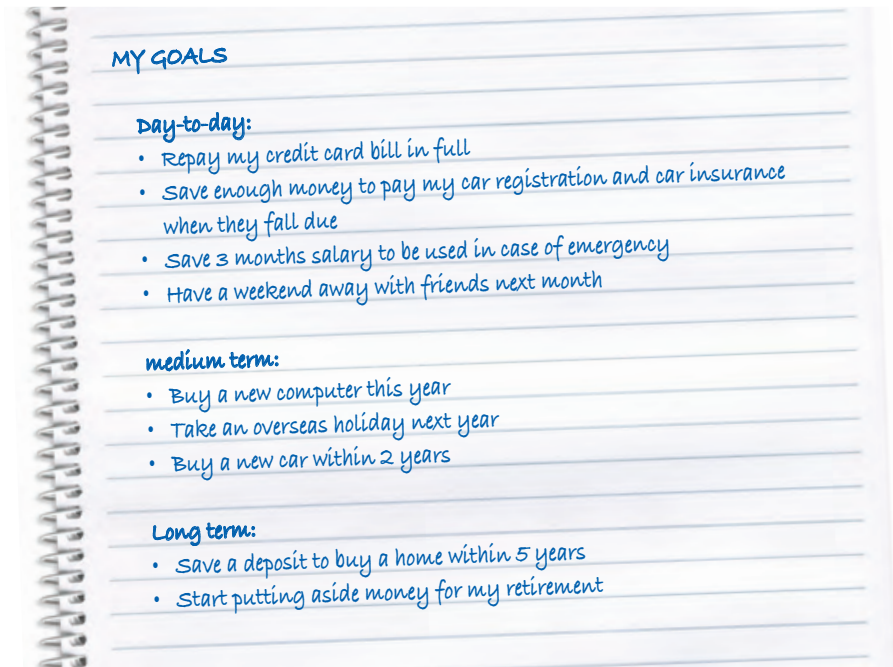 MY GOALS
Day-to-day:
• Repay my credit card bill in full
• Save enough money to pay my car registration and car insurance
when they fall due
• Save 3 months salary to be used in case of emergency
• Have a weekend away with friends next month
medium term:
• Buy a new computer this year
• Take an overseas holiday next year
• Buy a new car within 2 years
Long term:
• Save a deposit to buy a home within 5 years
• Start putting aside money for my retirement